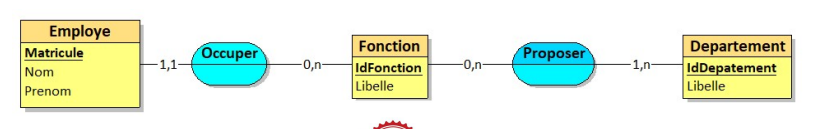 Employe
Matricule
Nom
Prenom
1,1
Occuper
0,n
Fonction
IdFonction
Libelle
0,n
Proposer
1,n
Departement
IdDepatement
Libelle